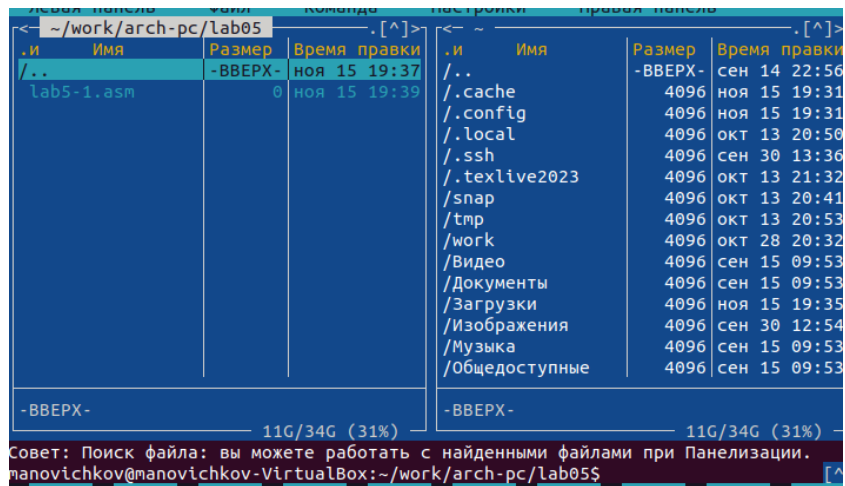 Левая панель Файл Команда Настройки Правая панель
<─ ~/work/arch-pc/lab05 ─.[^]> <─ ~ ─.[^]>
.и Имя Размер Время правки .и Имя Размер Время правки
/.. -ВВЕРХ- ноя 15 19:37 /.. -ВВЕРХ- сен 14 22:56
lab5-1.asm 0 ноя 15 19:39 /.cache 4096 ноя 15 19:31
/.config 4096 ноя 15 19:31
/.local 4096 окт 13 20:50
/.ssh 4096 сен 30 13:36
/.texlive2023 4096 окт 13 21:32
/snap 4096 окт 13 20:41
/tmp 4096 окт 13 20:53
/work 4096 окт 28 20:32
/Видео 4096 сен 15 09:53
/Документы 4096 сен 15 09:53
/Загрузки 4096 ноя 15 19:35
/Изображения 4096 сен 30 12:54
/Музыка 4096 сен 15 09:53
/Общедоступные 4096 сен 15 09:53
-ВВЕРХ- -ВВЕРХ-
11G/34G (31%) 11G/34G (31%)
Совет: Поиск файла: вы можете работать с найденными файлами при Панелизации.
manovichkov@manovichkov-VirtualBox:~/work/arch-pc/lab05$ [^